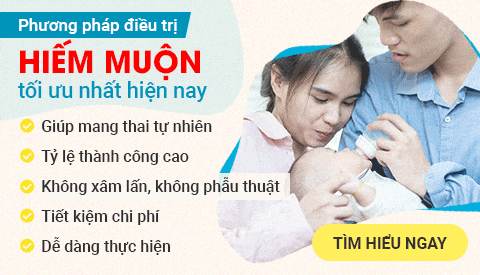 Phương pháp điều trị
HIẾM MUỘN
tối ưu nhất hiện nay
Giúp mang thai tự nhiên
Tỷ lệ thành công cao
Không xâm lấn, không phẫu thuật
Tiết kiệm chi phí
Dễ dàng thực hiện
TÌM HIỂU NGAY